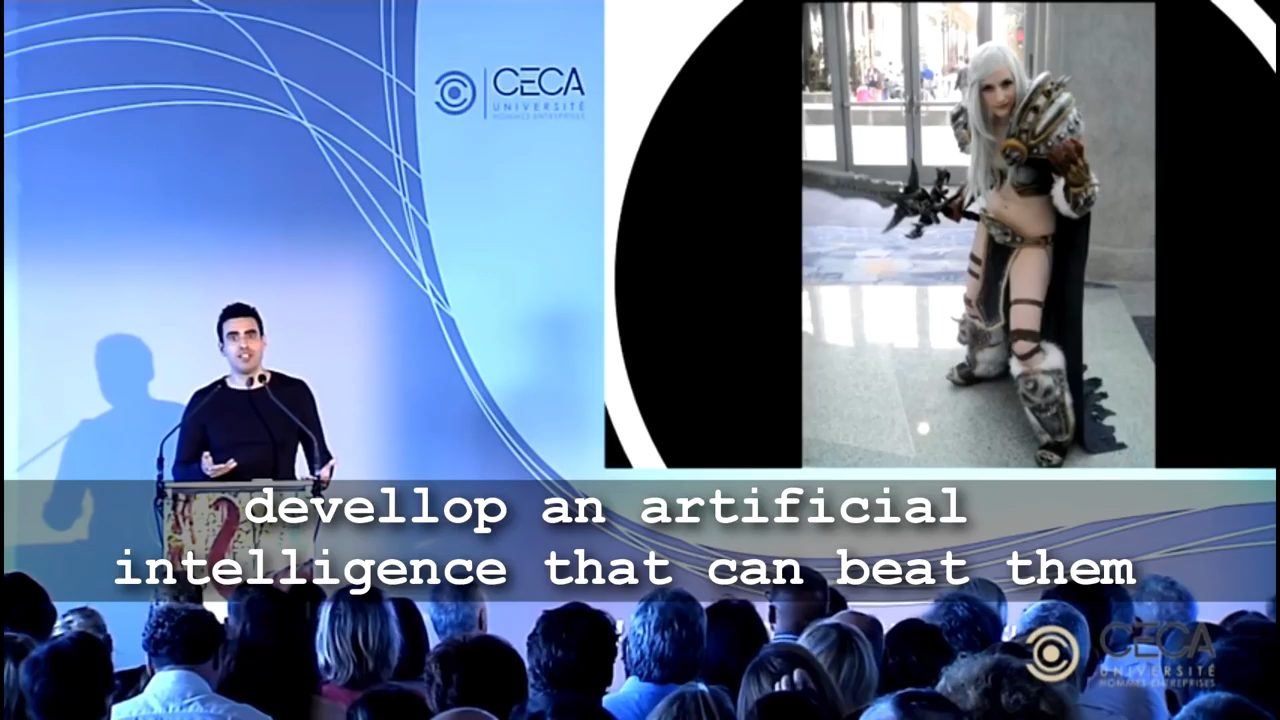 CECA
UNIVERSITÉ
HOMMES ENTREPRISES
devellop an artificial
intelligence that can beat them
CECA
UNIVERSITÉ
HOMMES ENTREPRISES